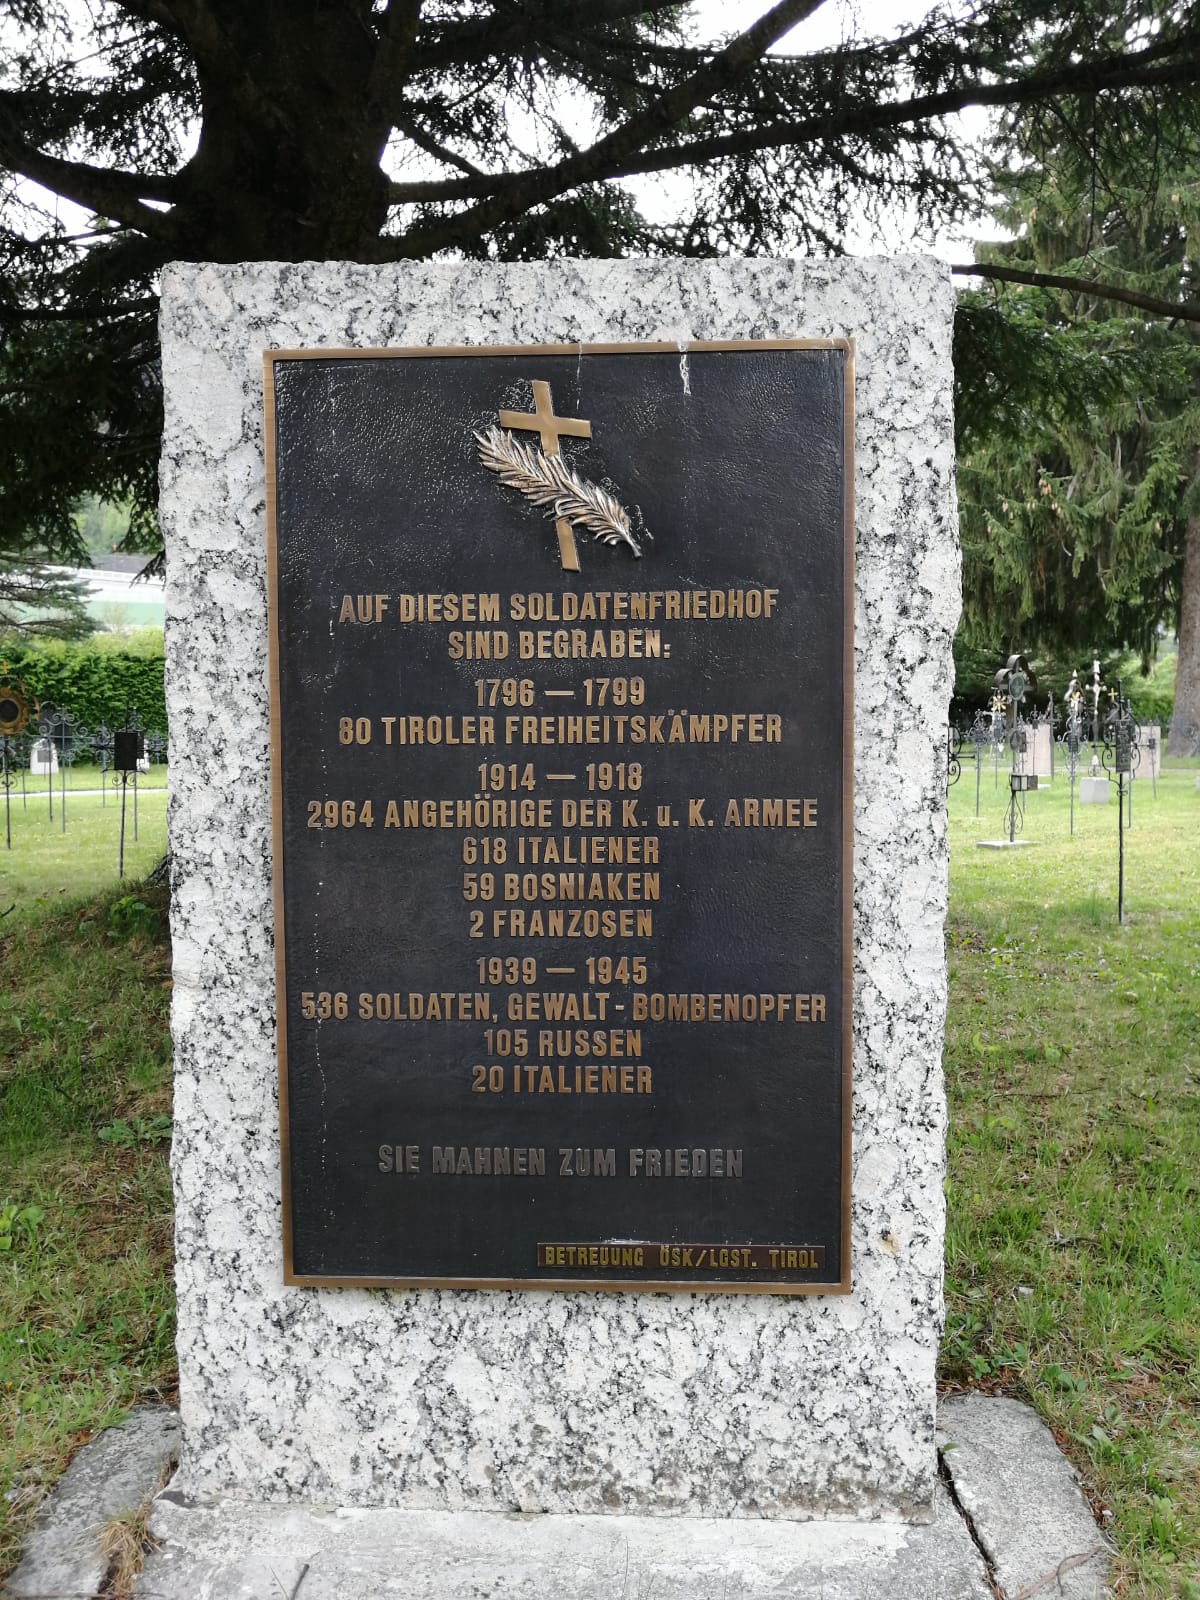 AUF DIESEM SOLDATENFRIEDHOF
SIND BEGRABEN:
1796 — 1799
80 TIROLER FREIHEITSKÄMPFER
1914 — 1918
2964 ANGEHÖRIGE DER K. u. K. ARMEE
618 ITALIENER
59 BOSNIAKEN
2 FRANZOSEN
1939 — 1945
536 SOLDATEN, GEWALT - BOMBENOPFER
105 RUSSEN
20 ITALIENER
SIE MAHNEN ZUM FRIEDEN
BETREUUNG ÖSK/LGST. TIROL